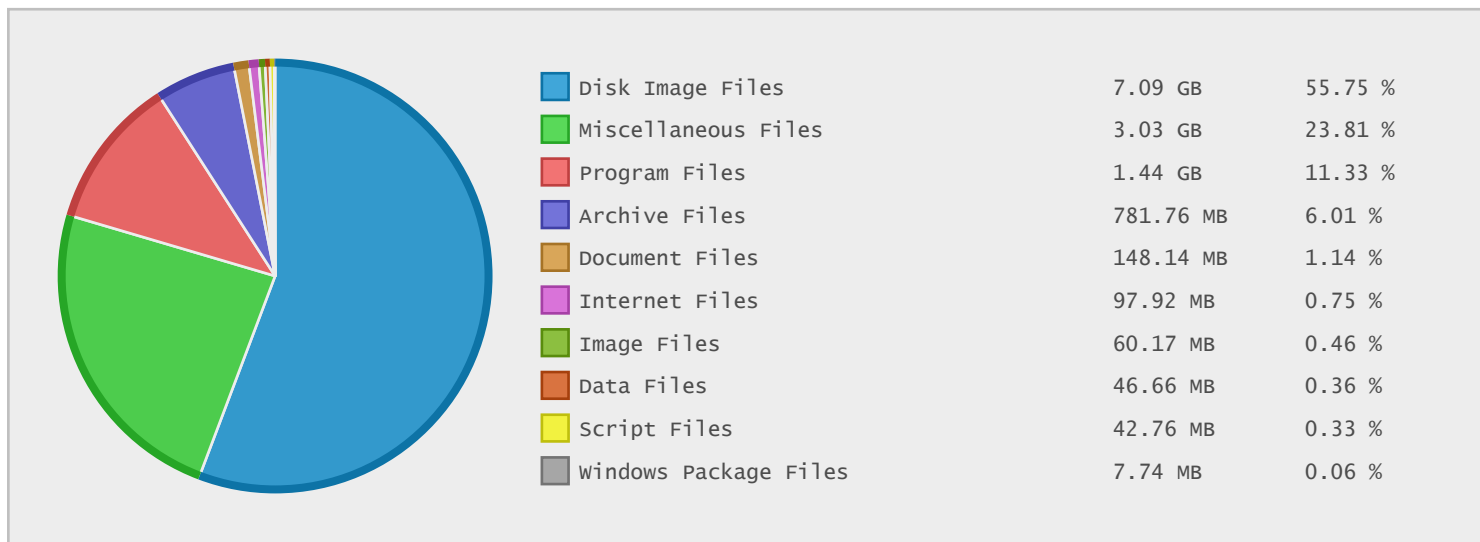 Disk Image Files 7.09 GB 55.75 %
Miscellaneous Files 3.03 GB 23.81 %
Program Files 1.44 GB 11.33 %
Archive Files 781.76 MB 6.01 %
Document Files 148.14 MB 1.14 %
Internet Files 97.92 MB 0.75 %
Image Files 60.17 MB 0.46 %
Data Files 46.66 MB 0.36 %
Script Files 42.76 MB 0.33 %
Windows Package Files 7.74 MB 0.06 %